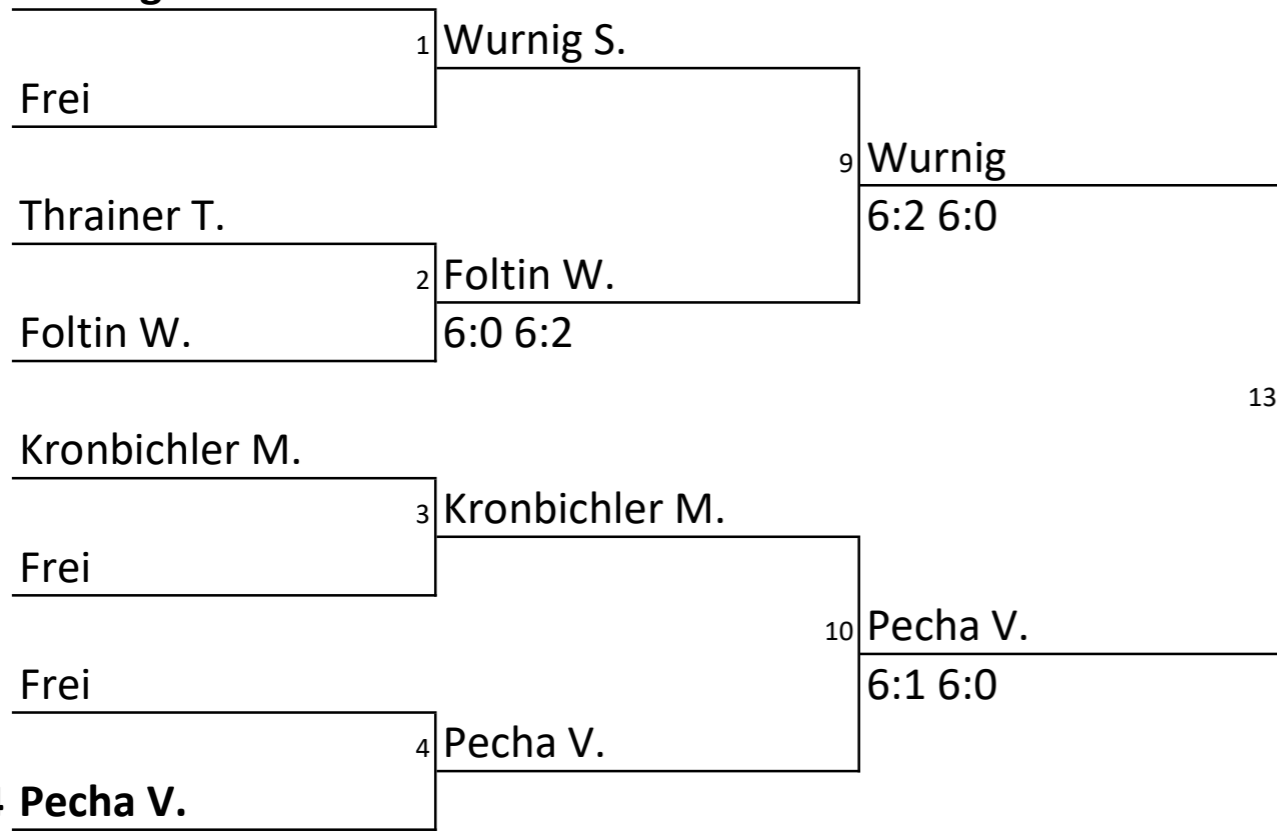 1 Wurnig S.
Frei
9 Wurnig
Thrainer T.
6:2 6:0
2 Foltin W.
Foltin W.
6:0 6:2
13
Kronbichler M.
3 Kronbichler M.
Frei
10 Pecha V.
Frei
6:1 6:0
4 Pecha V.
Pecha V.